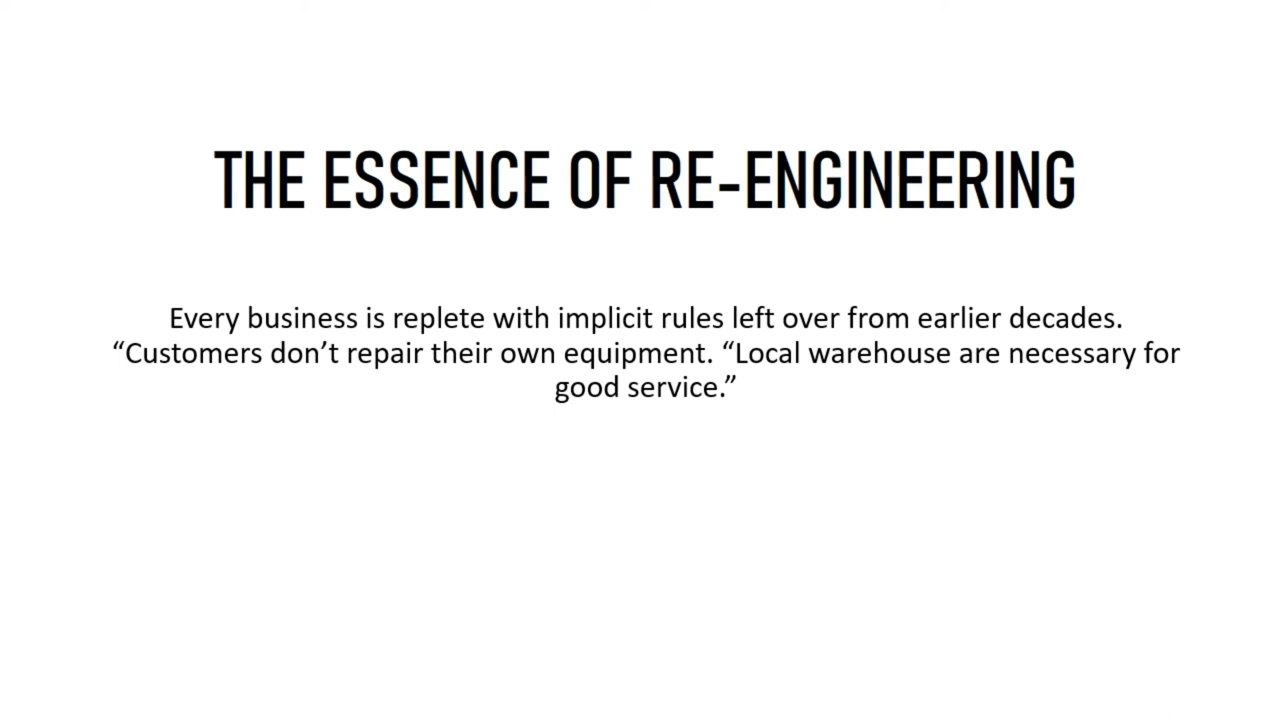 THE ESSENCE OF RE-ENGINEERING
Every business is replete with implicit rules left over from earlier decades.
“Customers don’t repair their own equipment. “Local warehouse are necessary for
good service.”